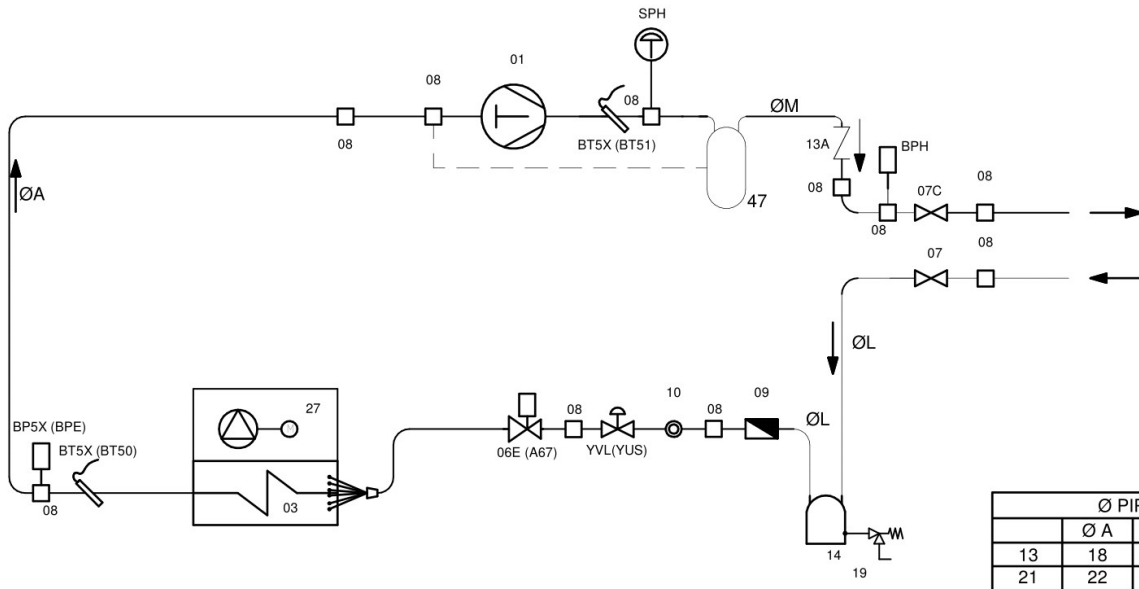 SPH
01
08
08
ØM
08
BT5X (BT51)
13A
BPH
ØA
08
47
07C
08
08
07
08
ØL
27
M
10
09
ØL
BP5X (BPE)
BT5X (BT50)
08
08
06E (A67)
YVL(YUS)
08
03
14
19
Ø PIP
Ø A
13 18
21 22